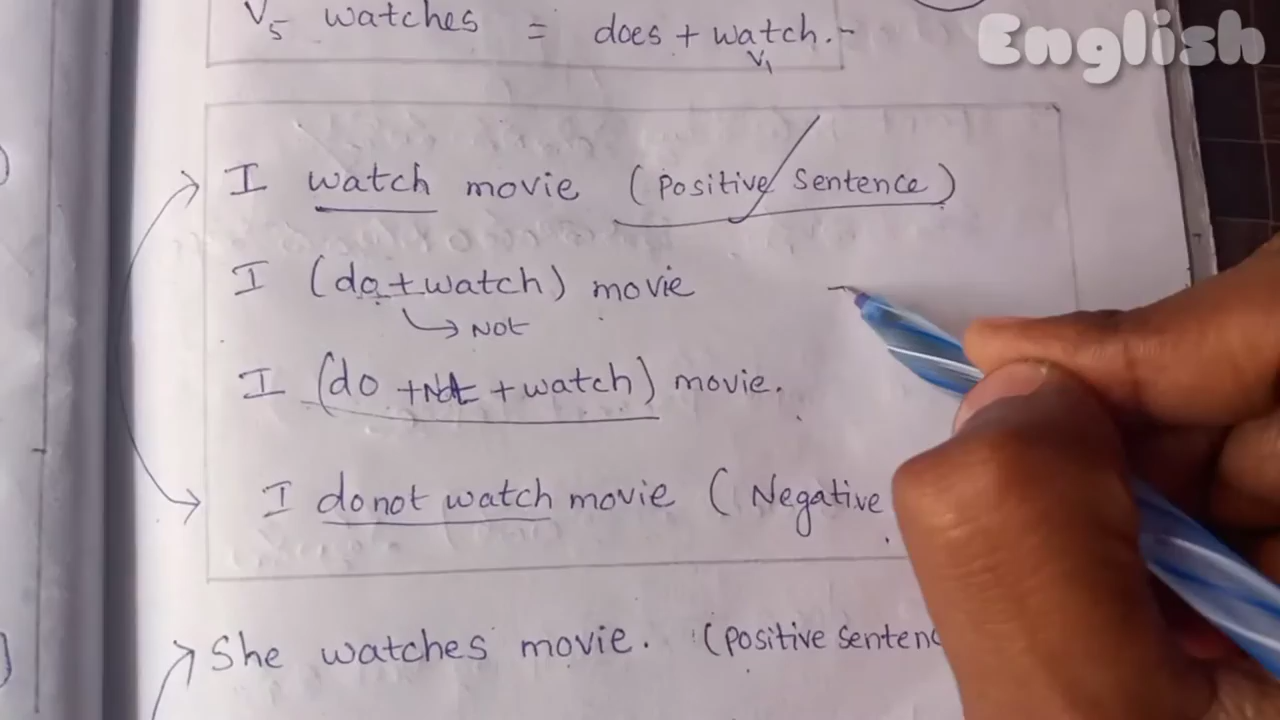 V5 watches = does + watch.-
V1
English
I watch movie (Positive Sentence)
I (do+watch) movie
→ Not
I (do +Not + watch) movie.
I donot watch movie ( Negative
She watches movie. (positive sentenc